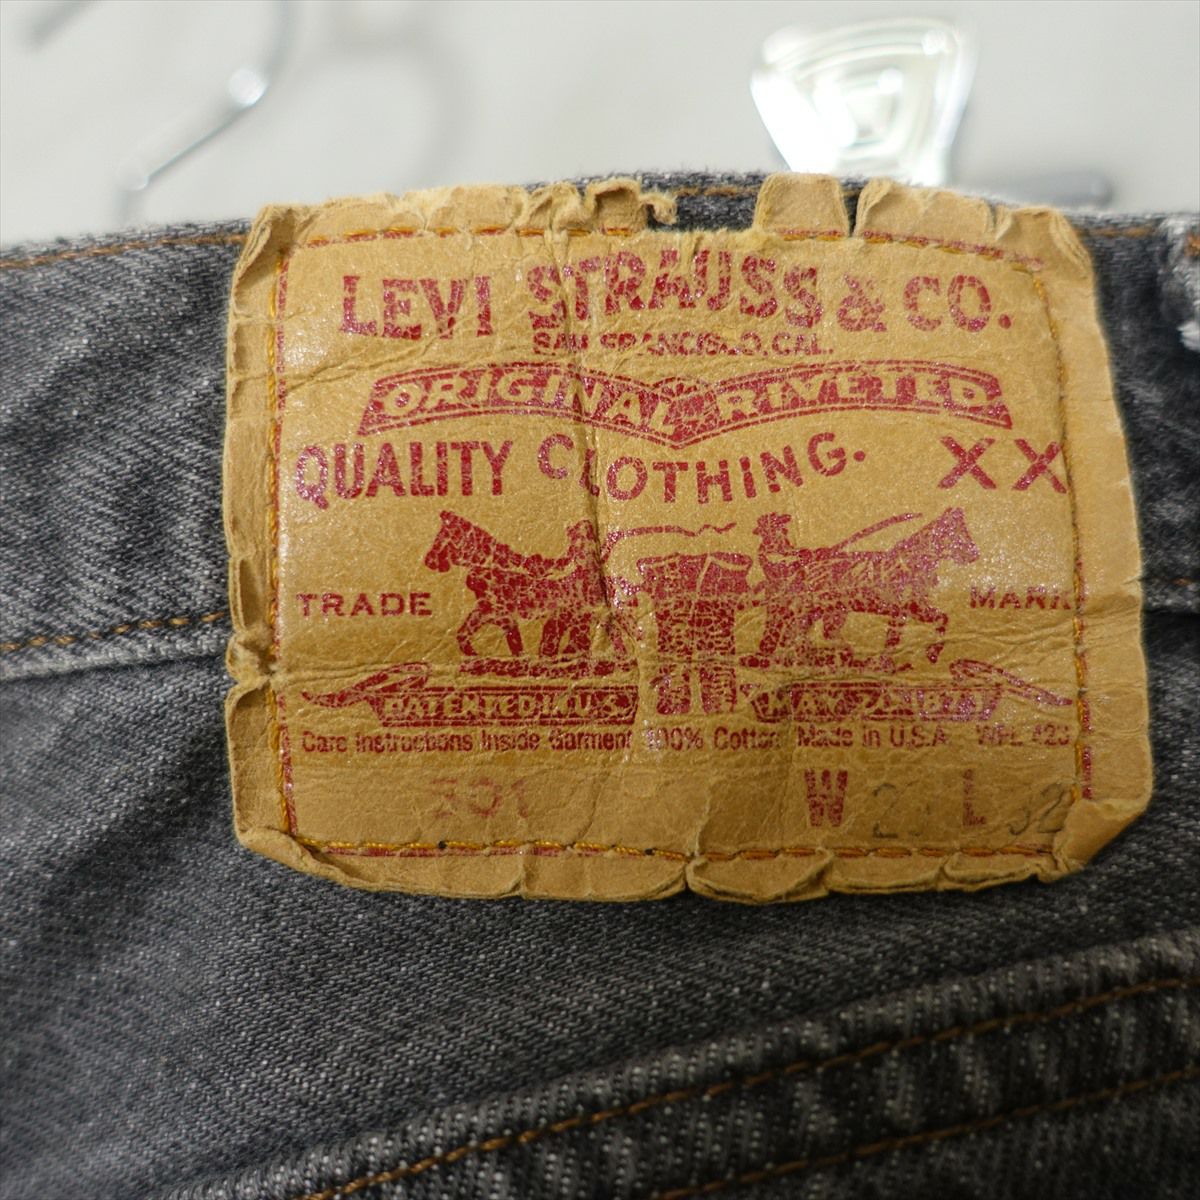 LEVI STRAUSS & CO.
SAN FRANCISCO, CAL.
ORIGINAL RIVETED
QUALITY CLOTHING. XX
TRADE MARK
PATENTED IN U.S. MAY 20 1873
Care Instructions Inside Garment 100% Cotton Made in U.S.A. WPL 423
501 W L 32